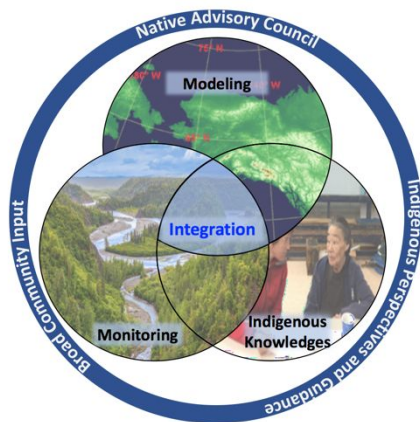 Native Advisory Council
Modeling
Integration
Monitoring
Indigenous
Knowledges
Broad Community Input
Indigenous Perspectives and Guidance